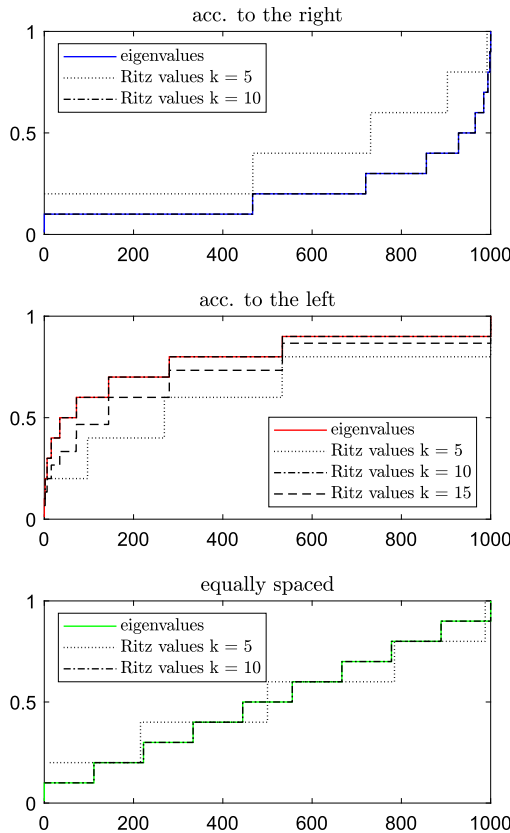 acc. to the right
1
eigenvalues
Ritz values k = 5
Ritz values k = 10
0.5
0
0 200 400 600 800 1000
acc. to the left
1
0.5
eigenvalues
Ritz values k = 5
Ritz values k = 10
Ritz values k = 15
0
0 200 400 600 800 1000
equally spaced
1
eigenvalues
Ritz values k = 5
Ritz values k = 10
0.5
0
0 200 400 600 800 1000